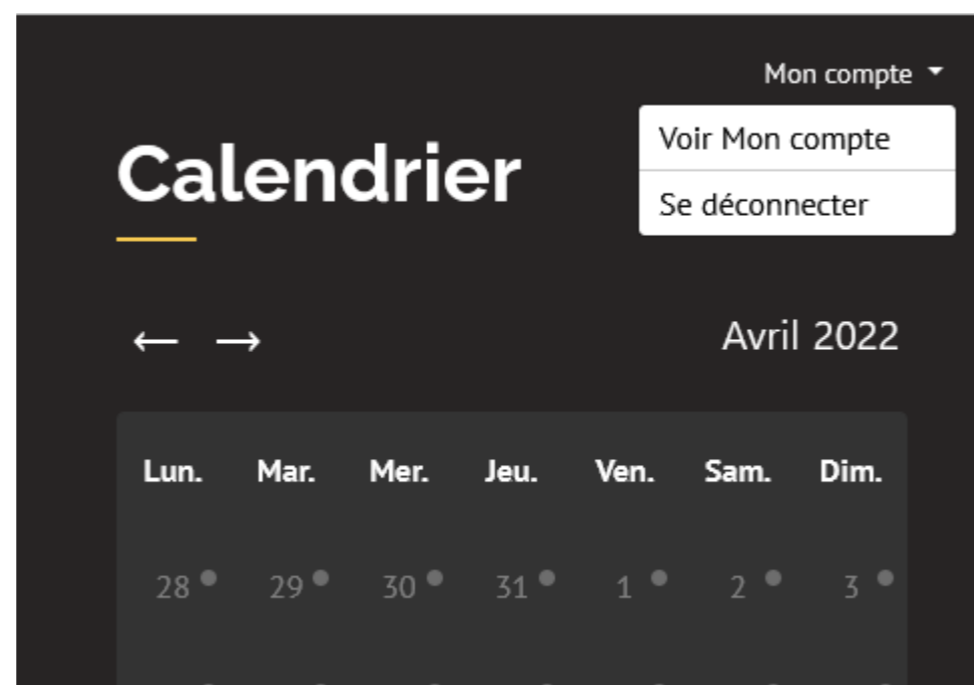 Mon compte
Voir Mon compte
Se déconnecter
Calendrier
Avril 2022
Lun. Mar. Mer. Jeu. Ven. Sam. Dim.
28 29 30 31 1 2 3